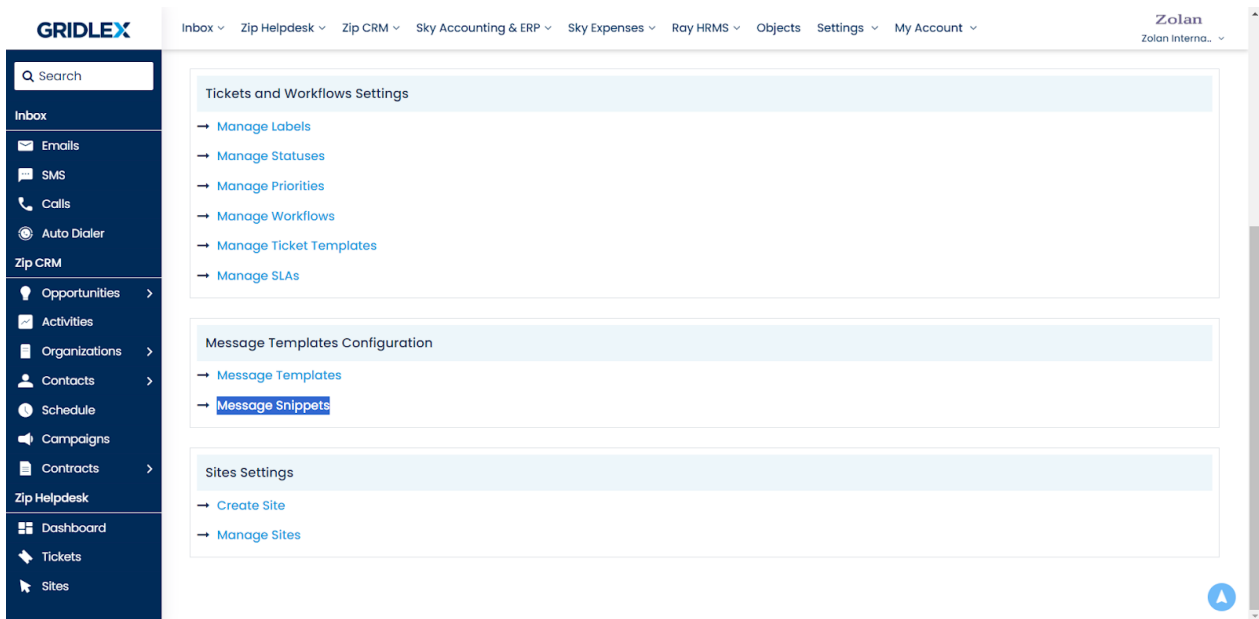 GRIDLEX
Inbox Zip Helpdesk Zip CRM Sky Accounting & ERP Sky Expenses Ray HRMS Objects Settings My Account
Zolan
Zolan Interna..
Search
Inbox
Emails
SMS
Calls
Auto Dialer
Zip CRM
Opportunities
Activities
Organizations
Contacts
Schedule
Campaigns
Contracts
Zip Helpdesk
Dashboard
Tickets
Sites
Tickets and Workflows Settings
Manage Labels
Manage Statuses
Manage Priorities
Manage Workflows
Manage Ticket Templates
Manage SLAs
Message Templates Configuration
Message Templates
Message Snippets
Sites Settings
Create Site
Manage Sites